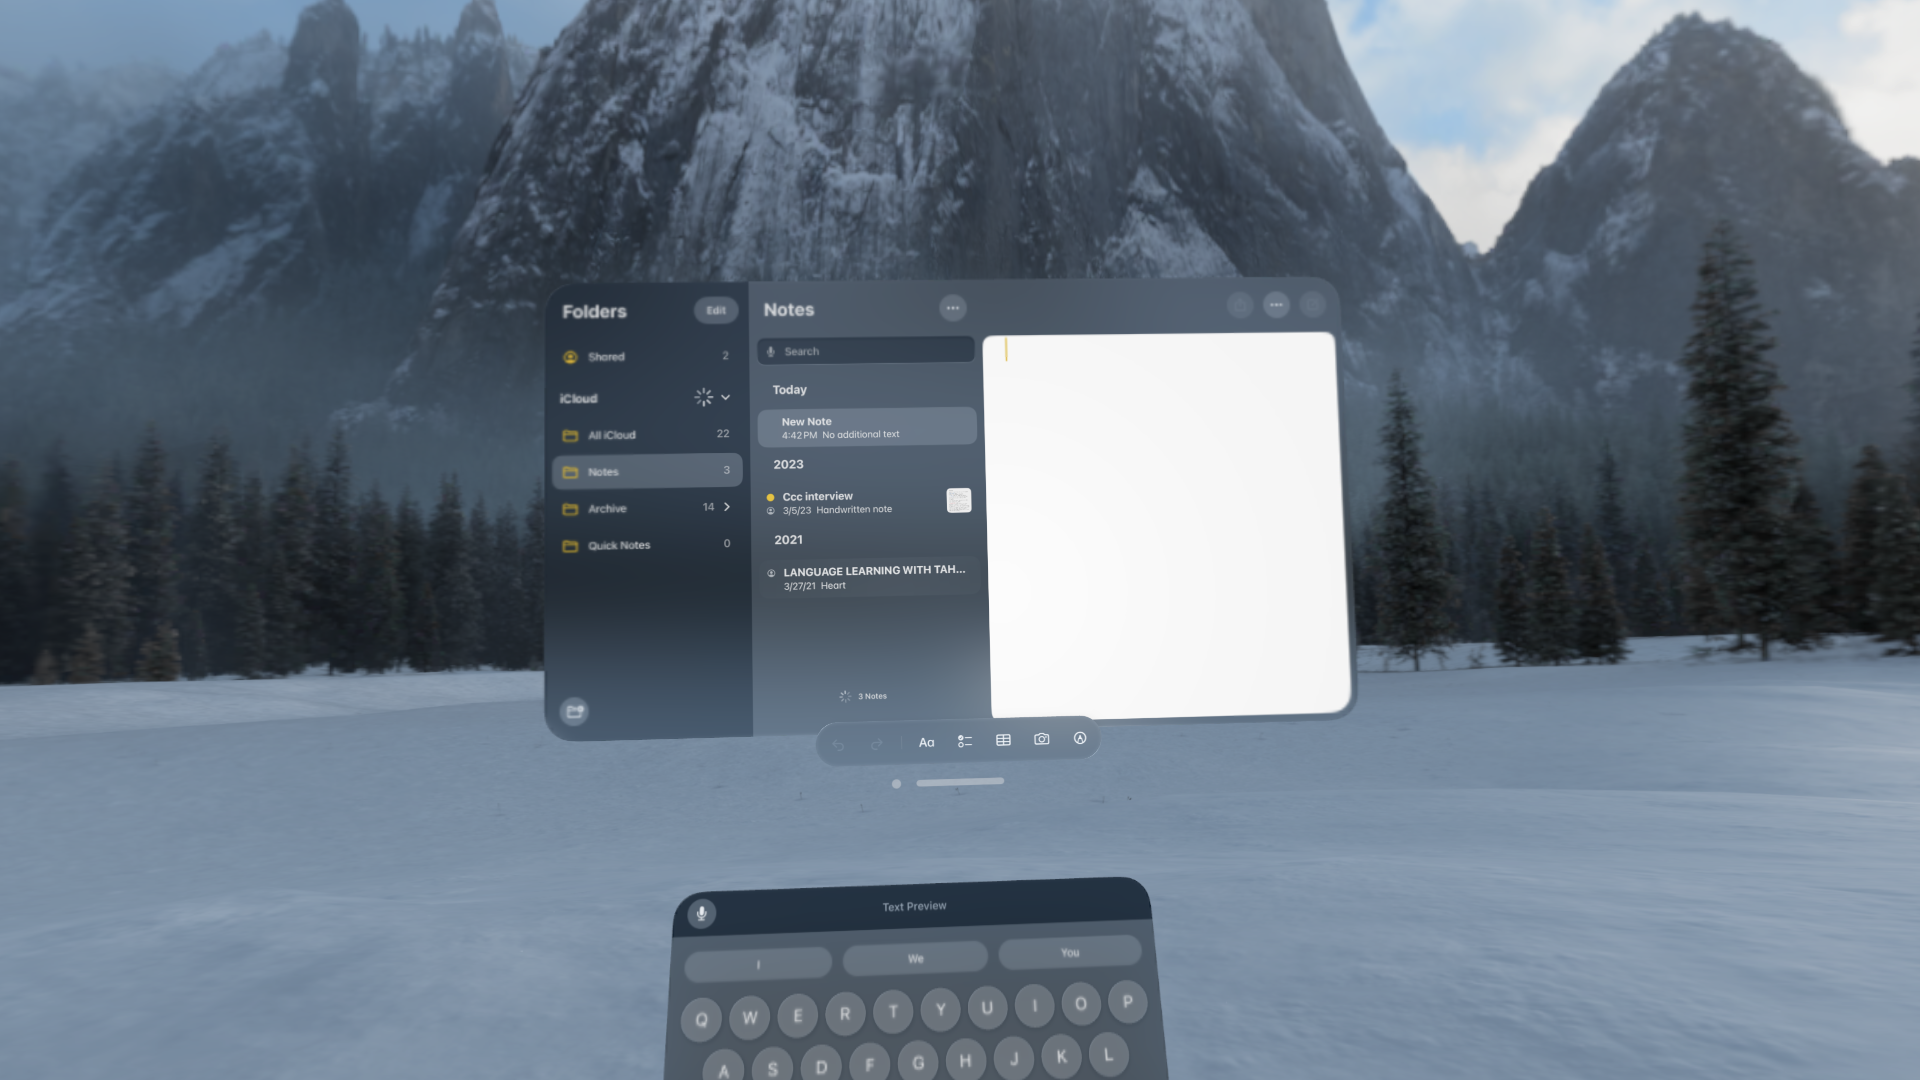 Folders
Edit
Shared 2
iCloud
All iCloud 22
Notes 3
Archive 14
Quick Notes 0
Notes
Search
Today
New Note
4:42 PM No additional text
2023
Ccc interview
3/5/23 Handwritten note
2021
LANGUAGE LEARNING WITH TAH...
3/27/21 Heart
3 Notes
Aa
Text Preview
I We You
Q W E R T Y U I O P
A S D F G H J K L